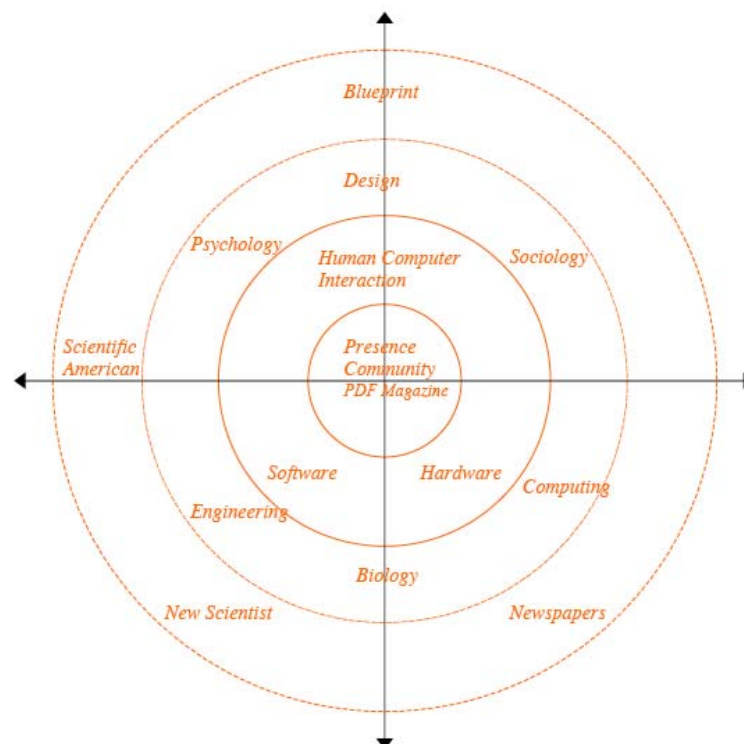 Blueprint
Design
Psychology
Sociology
Human Computer
Interaction
Scientific
American
Presence
Community
PDF Magazine
Software
Hardware
Engineering
Computing
Biology
New Scientist
Newspapers